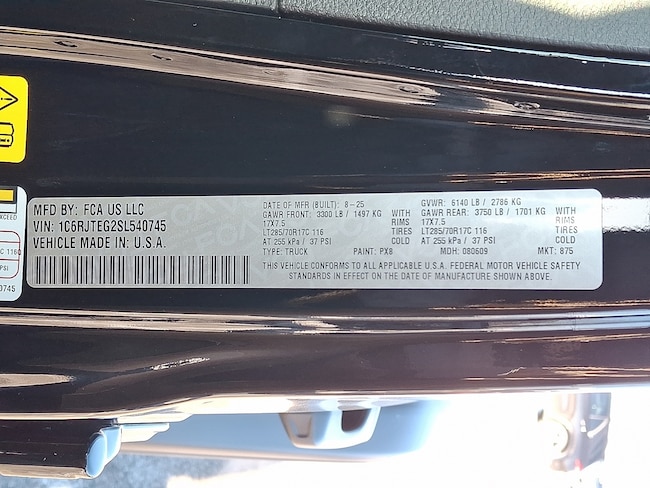 MFD BY: FCA US LLC
VIN: 1C6RJTEG2SL540745
VEHICLE MADE IN: U.S.A.
DATE OF MFR (BUILT): 8-25 GVWR: 6140 LB / 2786 KG
GAWR FRONT: 3300 LB / 1497 KG WITH GAWR REAR: 3750 LB / 1701 KG WITH
17X7.5 RIMS 17X7.5 RIMS
LT285/70R17C 116 TIRES LT285/70R17C 116 TIRES
AT 255 kPa / 37 PSI COLD AT 255 kPa / 37 PSI COLD
TYPE: TRUCK PAINT: PX8 MDH: 080609 MKT: 875
THIS VEHICLE CONFORMS TO ALL APPLICABLE U.S.A. FEDERAL MOTOR VEHICLE SAFETY
STANDARDS IN EFFECT ON THE DATE OF MANUFACTURE SHOWN ABOVE.
EXCEED
PSI
0745